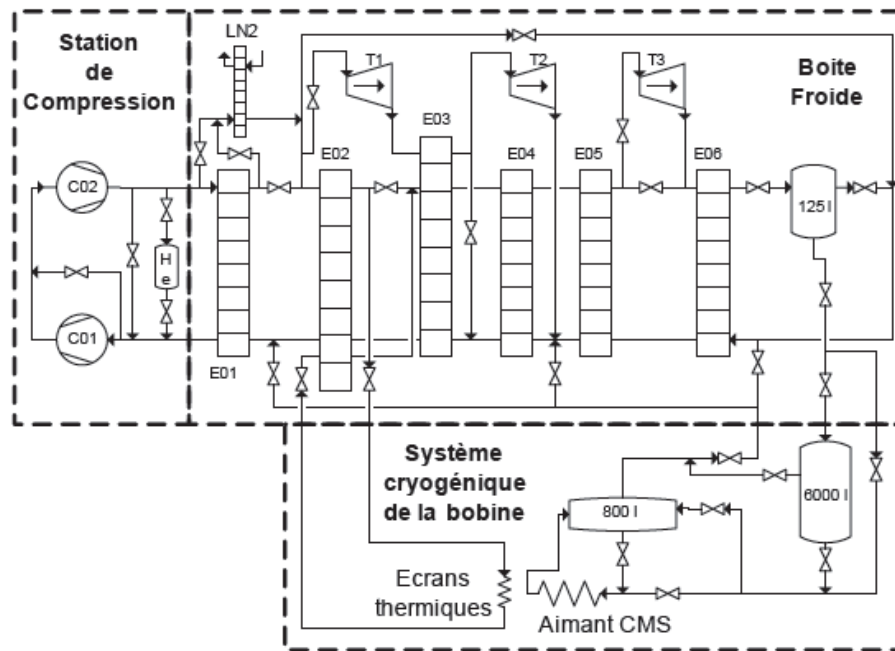 Station
de
Compression
LN2
T1
T2
T3
Boite
Froide
E03
E02
E04
E05
E06
C02
125 l
H
e
C01
E01
Système
cryogénique
de la bobine
800 l
6000 l
Ecrans
thermiques
Aimant CMS